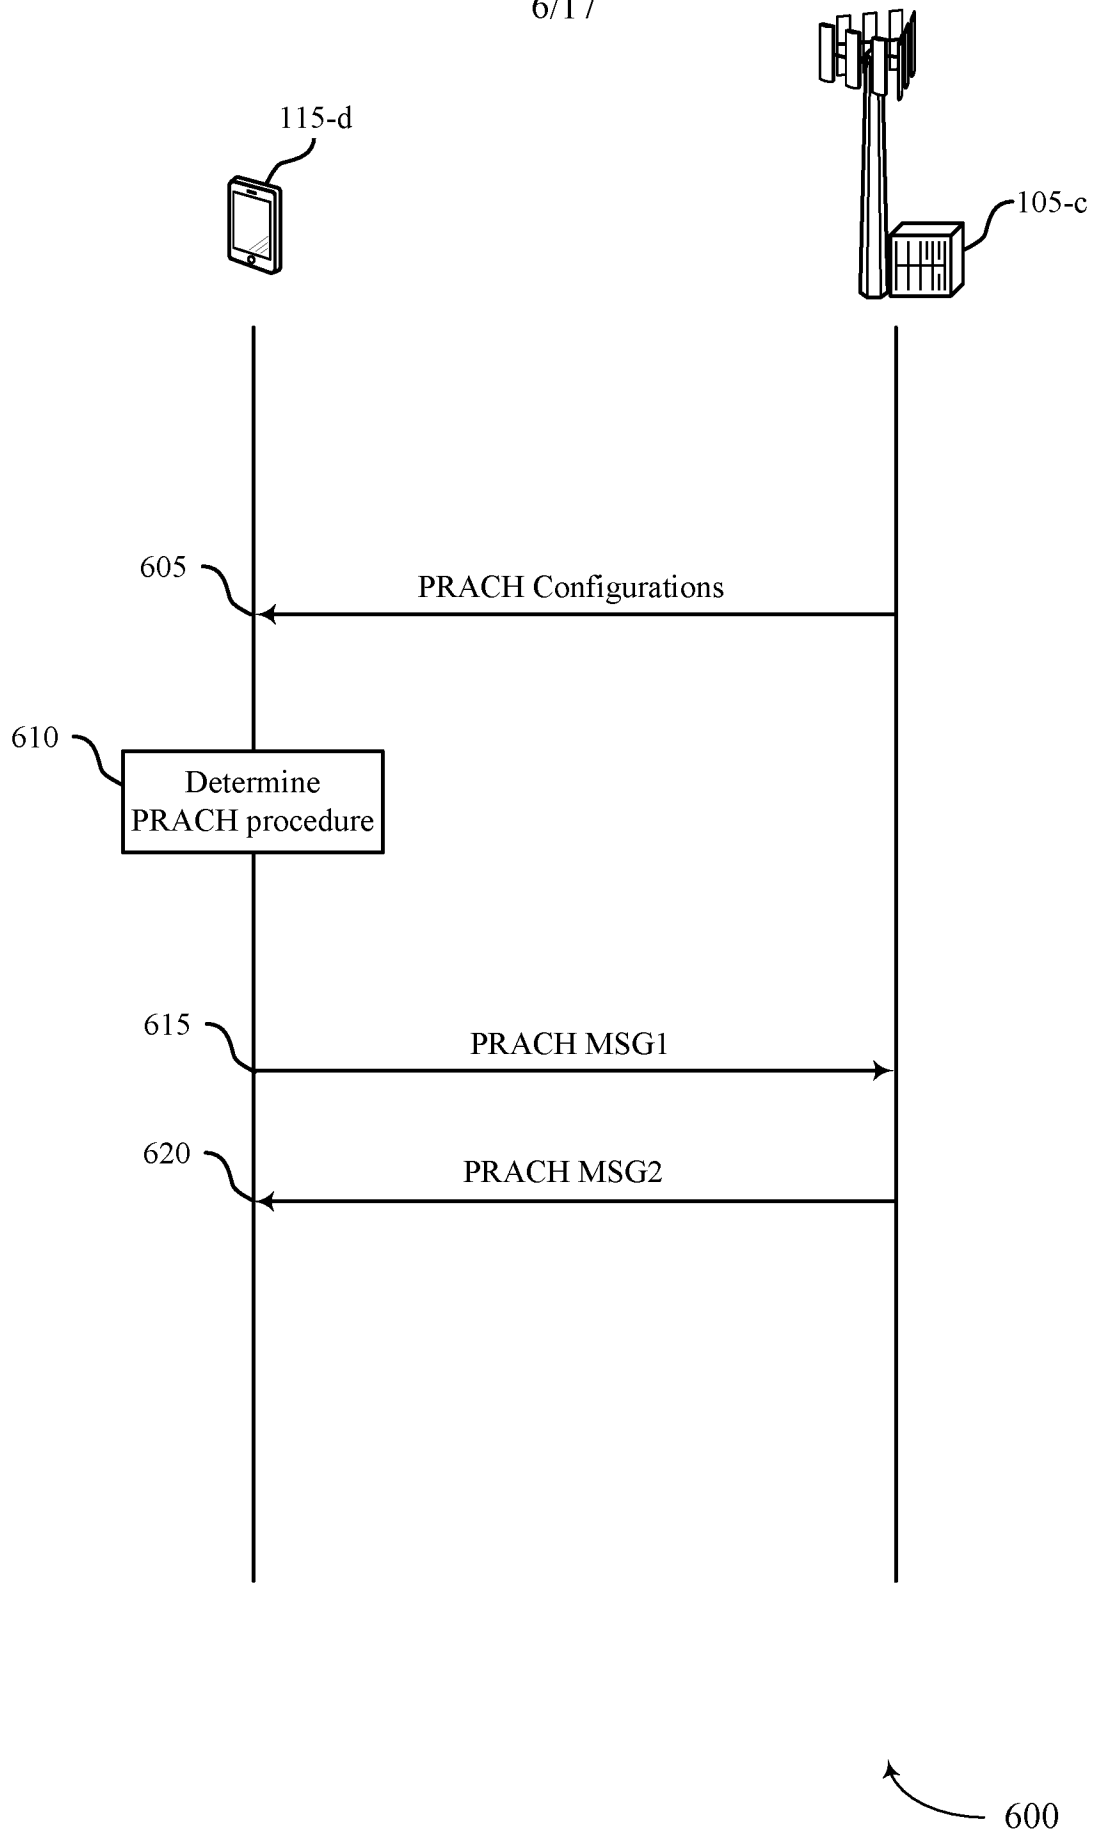 6/17
115-d
105-c
605
PRACH Configurations
610
Determine
PRACH procedure
615
PRACH MSG1
620
PRACH MSG2
600